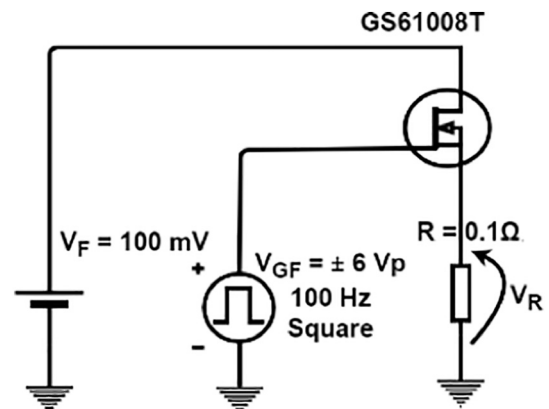 GS61008T
V_F = 100 mV
+
V_GF = ± 6 Vp
100 Hz
Square
−
R = 0.1Ω
V_R